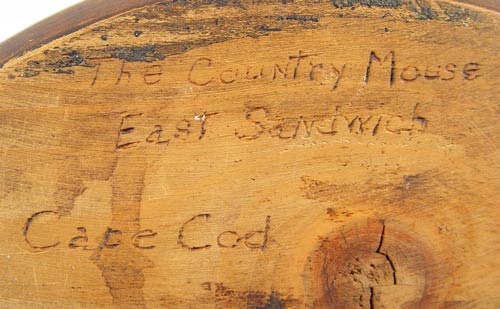 The Country Mouse
East Sandwich
Cape Cod